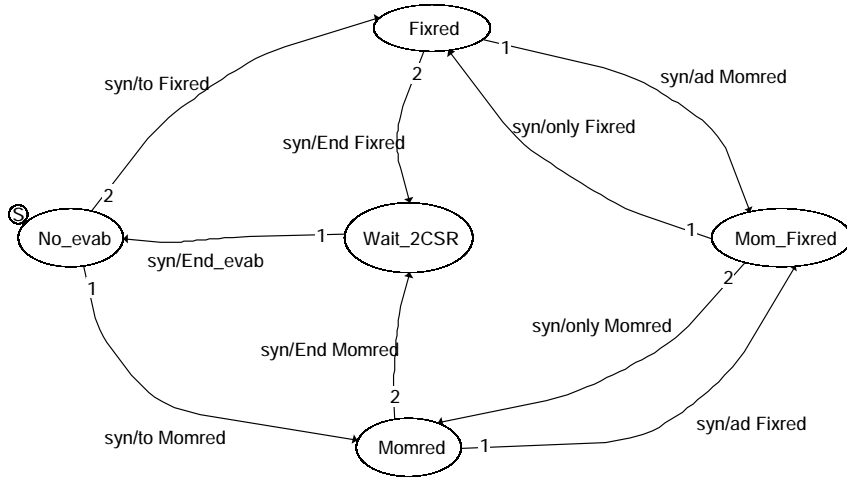 Fixred
1
2
syn/to Fixred
syn/ad Momred
syn/only Fixred
syn/End Fixred
2
S
No_evab
1
Wait_2CSR
1
Mom_Fixred
syn/End_evab
1
2
syn/only Momred
syn/End Momred
2
syn/to Momred
Momred
1
syn/ad Fixred